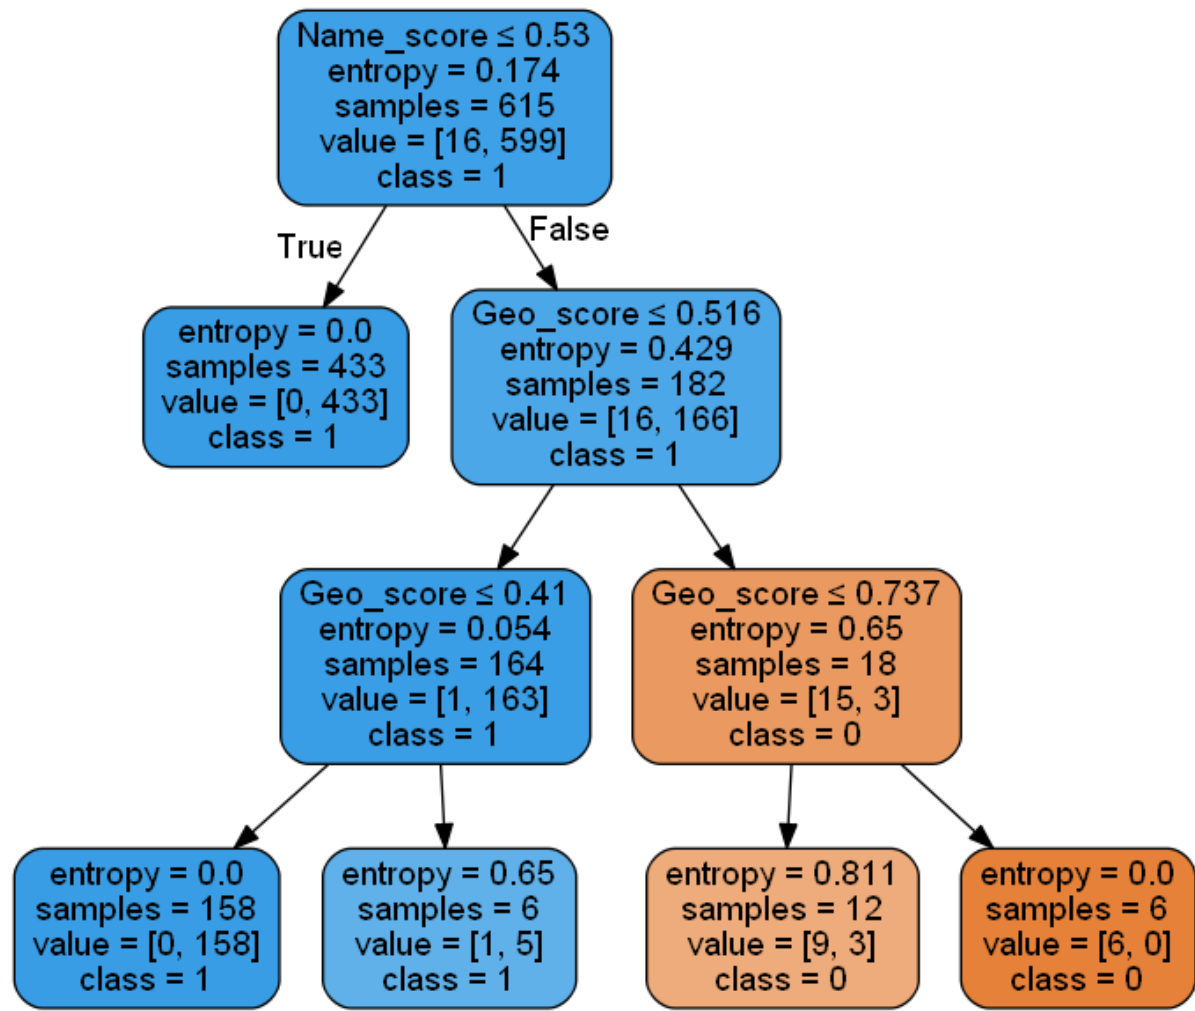 Name_score ≤ 0.53
entropy = 0.174
samples = 615
value = [16, 599]
class = 1
True
False
entropy = 0.0
samples = 433
value = [0, 433]
class = 1
Geo_score ≤ 0.516
entropy = 0.429
samples = 182
value = [16, 166]
class = 1
Geo_score ≤ 0.41
entropy = 0.054
samples = 164
value = [1, 163]
class = 1
Geo_score ≤ 0.737
entropy = 0.65
samples = 18
value = [15, 3]
class = 0
entropy = 0.0
samples = 158
value = [0, 158]
class = 1
entropy = 0.65
samples = 6
value = [1, 5]
class = 1
entropy = 0.811
samples = 12
value = [9, 3]
class = 0
entropy = 0.0
samples = 6
value = [6, 0]
class = 0